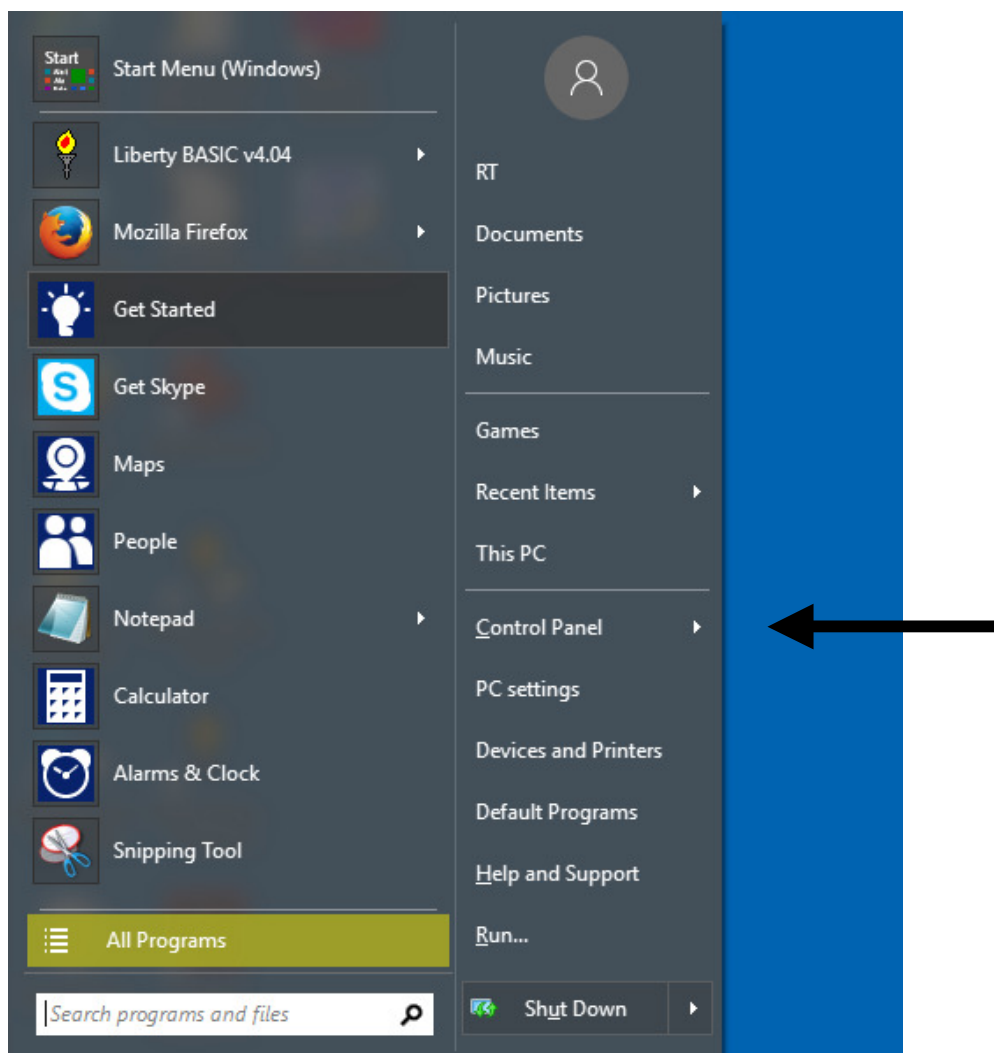 Start
Start Menu (Windows)
Liberty BASIC v4.04
Mozilla Firefox
Get Started
Get Skype
Maps
People
Notepad
Calculator
Alarms & Clock
Snipping Tool
All Programs
Search programs and files
RT
Documents
Pictures
Music
Games
Recent Items
This PC
Control Panel
PC settings
Devices and Printers
Default Programs
Help and Support
Run...
Shut Down